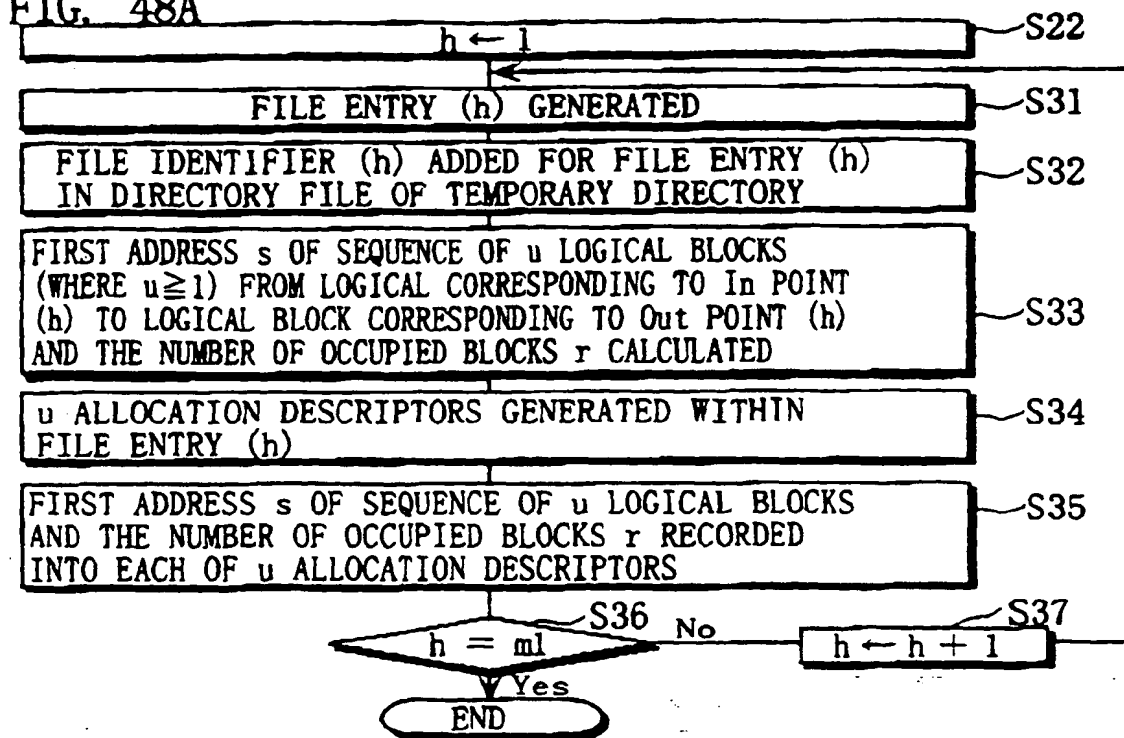 FIG. 48A
h ← 1
S22
FILE ENTRY (h) GENERATED
S31
FILE IDENTIFIER (h) ADDED FOR FILE ENTRY (h)
IN DIRECTORY FILE OF TEMPORARY DIRECTORY
S32
FIRST ADDRESS s OF SEQUENCE OF u LOGICAL BLOCKS
(WHERE u≧1) FROM LOGICAL CORRESPONDING TO In POINT
(h) TO LOGICAL BLOCK CORRESPONDING TO Out POINT (h)
AND THE NUMBER OF OCCUPIED BLOCKS r CALCULATED
S33
u ALLOCATION DESCRIPTORS GENERATED WITHIN
FILE ENTRY (h)
S34
FIRST ADDRESS s OF SEQUENCE OF u LOGICAL BLOCKS
AND THE NUMBER OF OCCUPIED BLOCKS r RECORDED
INTO EACH OF u ALLOCATION DESCRIPTORS
S35
h = ml
S36
No
h ← h + 1
S37
Yes
END